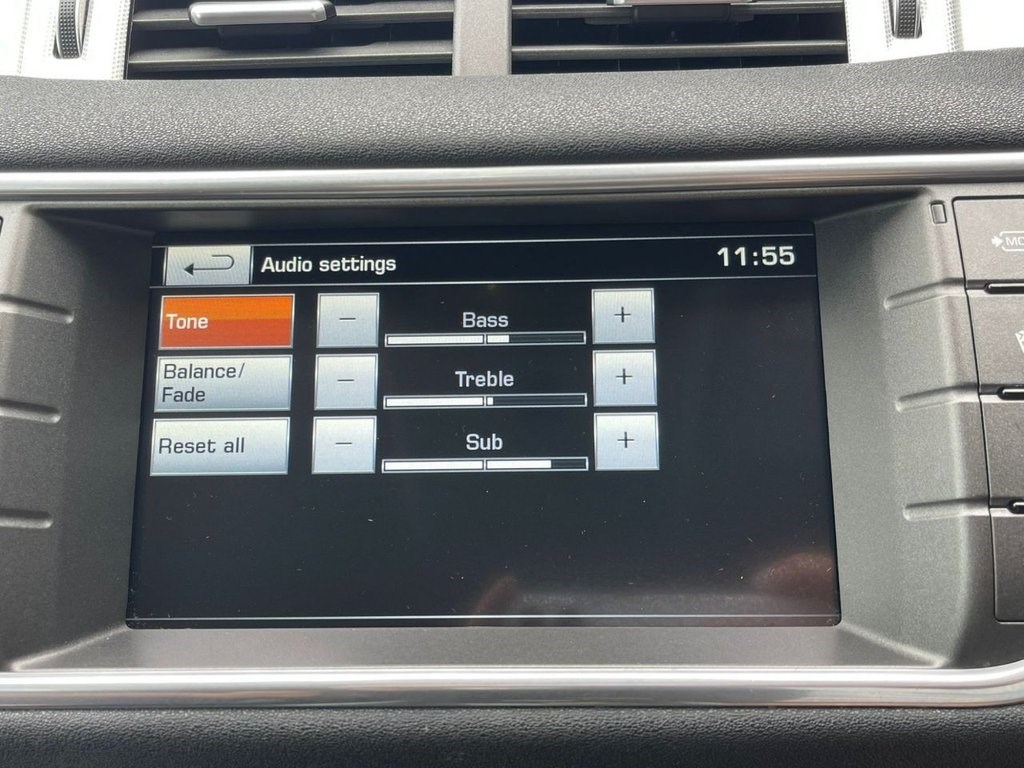 Audio settings
11:55
Tone
− Bass +
Balance/
Fade
− Treble +
Reset all
− Sub +